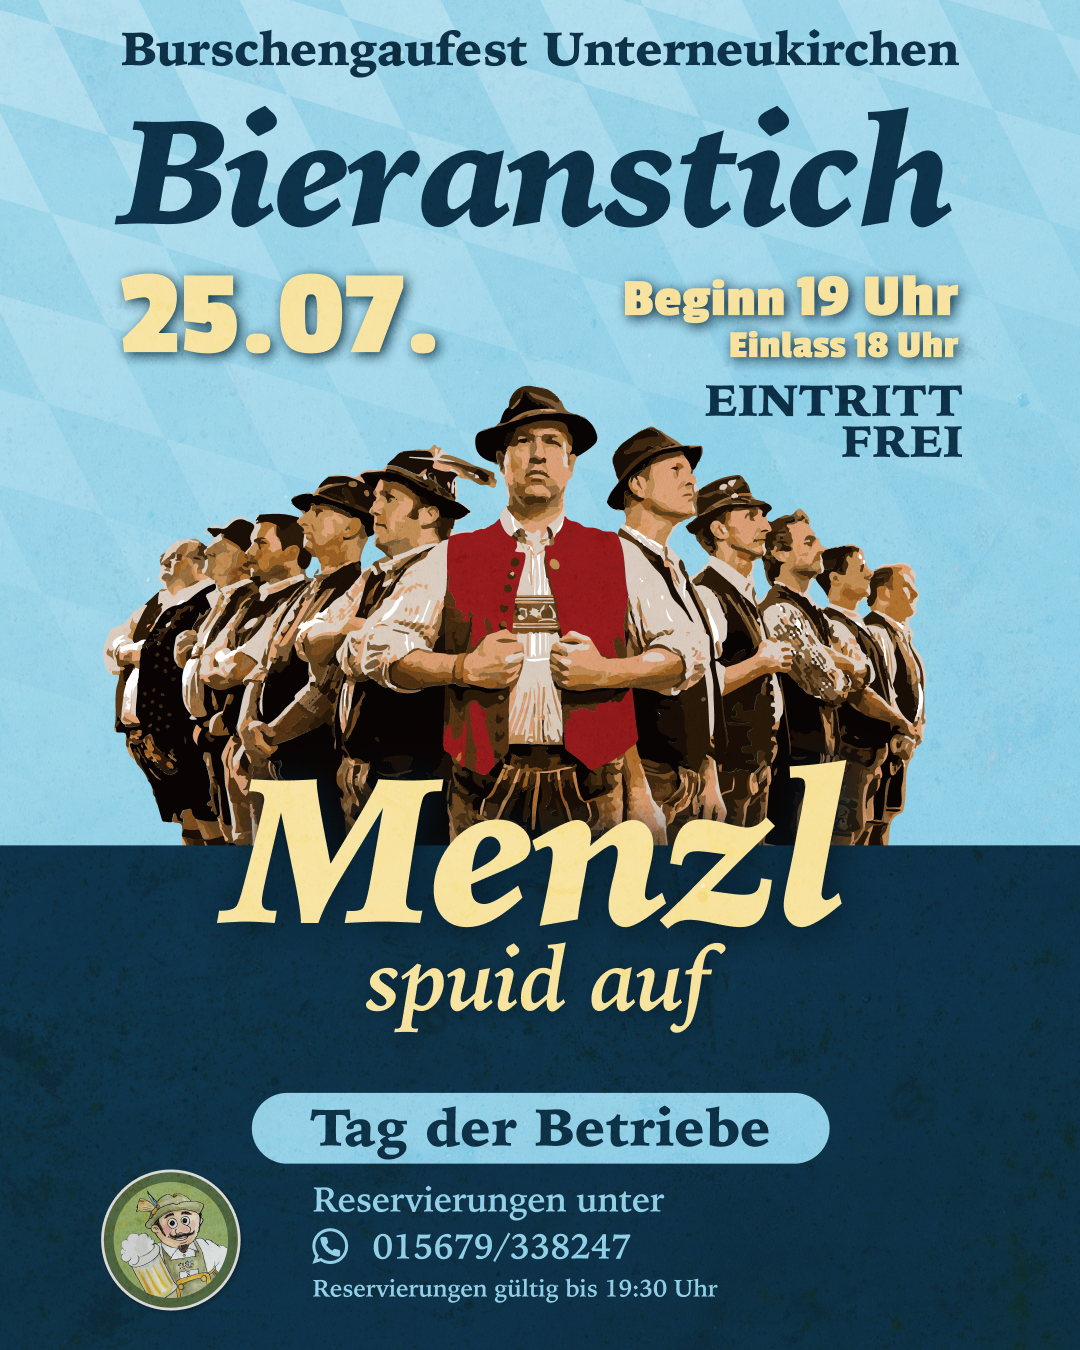 Burschengaufest Unterneukirchen
Bieranstich
25.07.
Beginn 19 Uhr
Einlass 18 Uhr
EINTRITT
FREI
Menzl
spuid auf
Tag der Betriebe
Reservierungen unter
015679/338247
Reservierungen gültig bis 19:30 Uhr